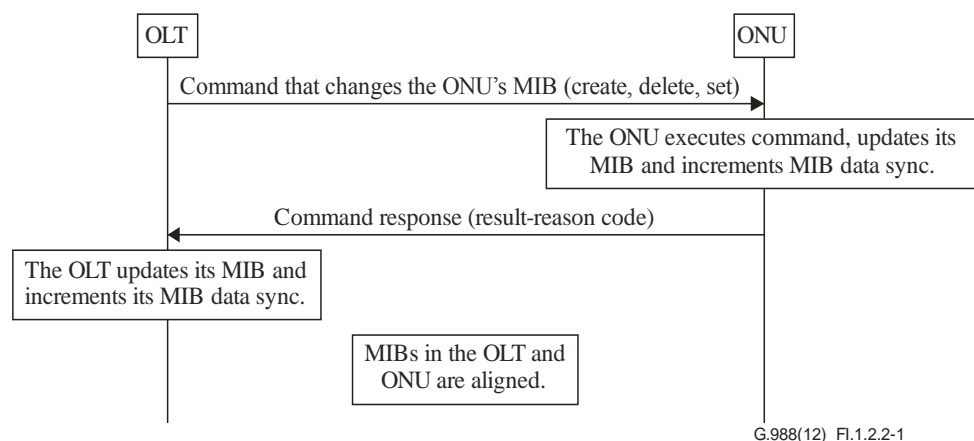 OLT
ONU
Command that changes the ONU's MIB (create, delete, set)
The ONU executes command, updates its
MIB and increments MIB data sync.
Command response (result-reason code)
The OLT updates its MIB and
increments its MIB data sync.
MIBs in the OLT and
ONU are aligned.
G.988(12)_FI.1.2.2-1